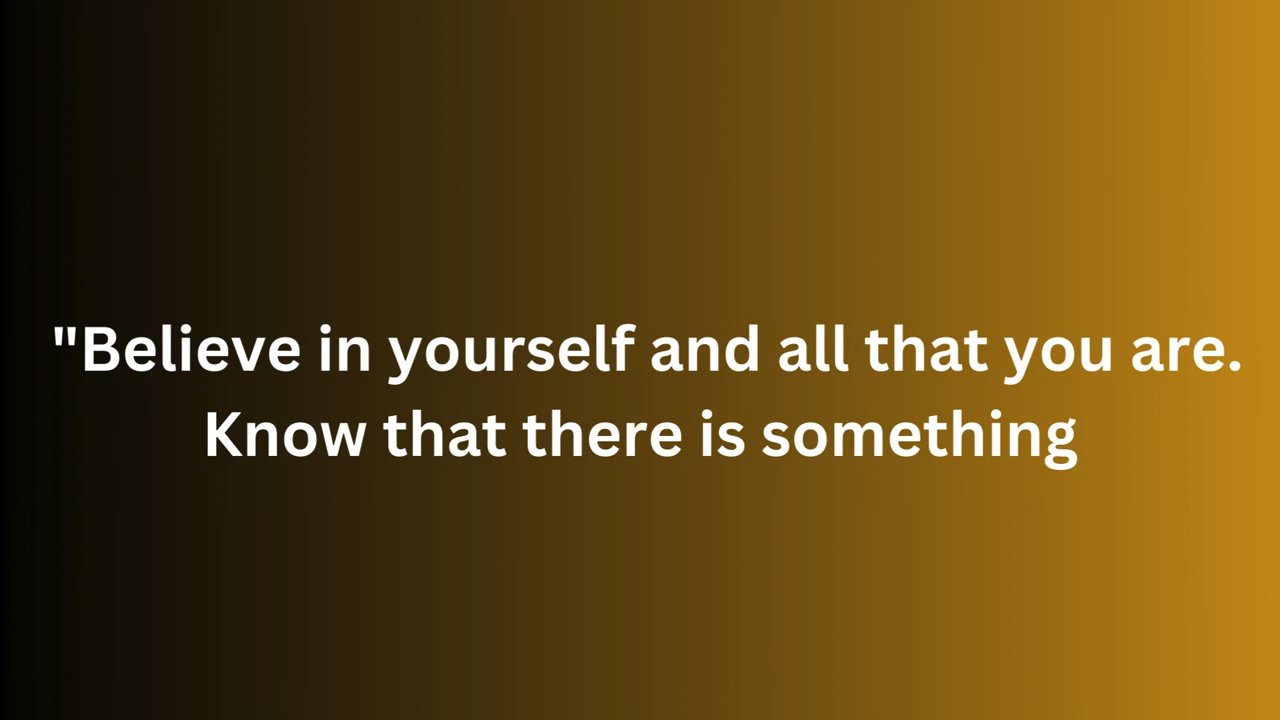 "Believe in yourself and all that you are.
Know that there is something